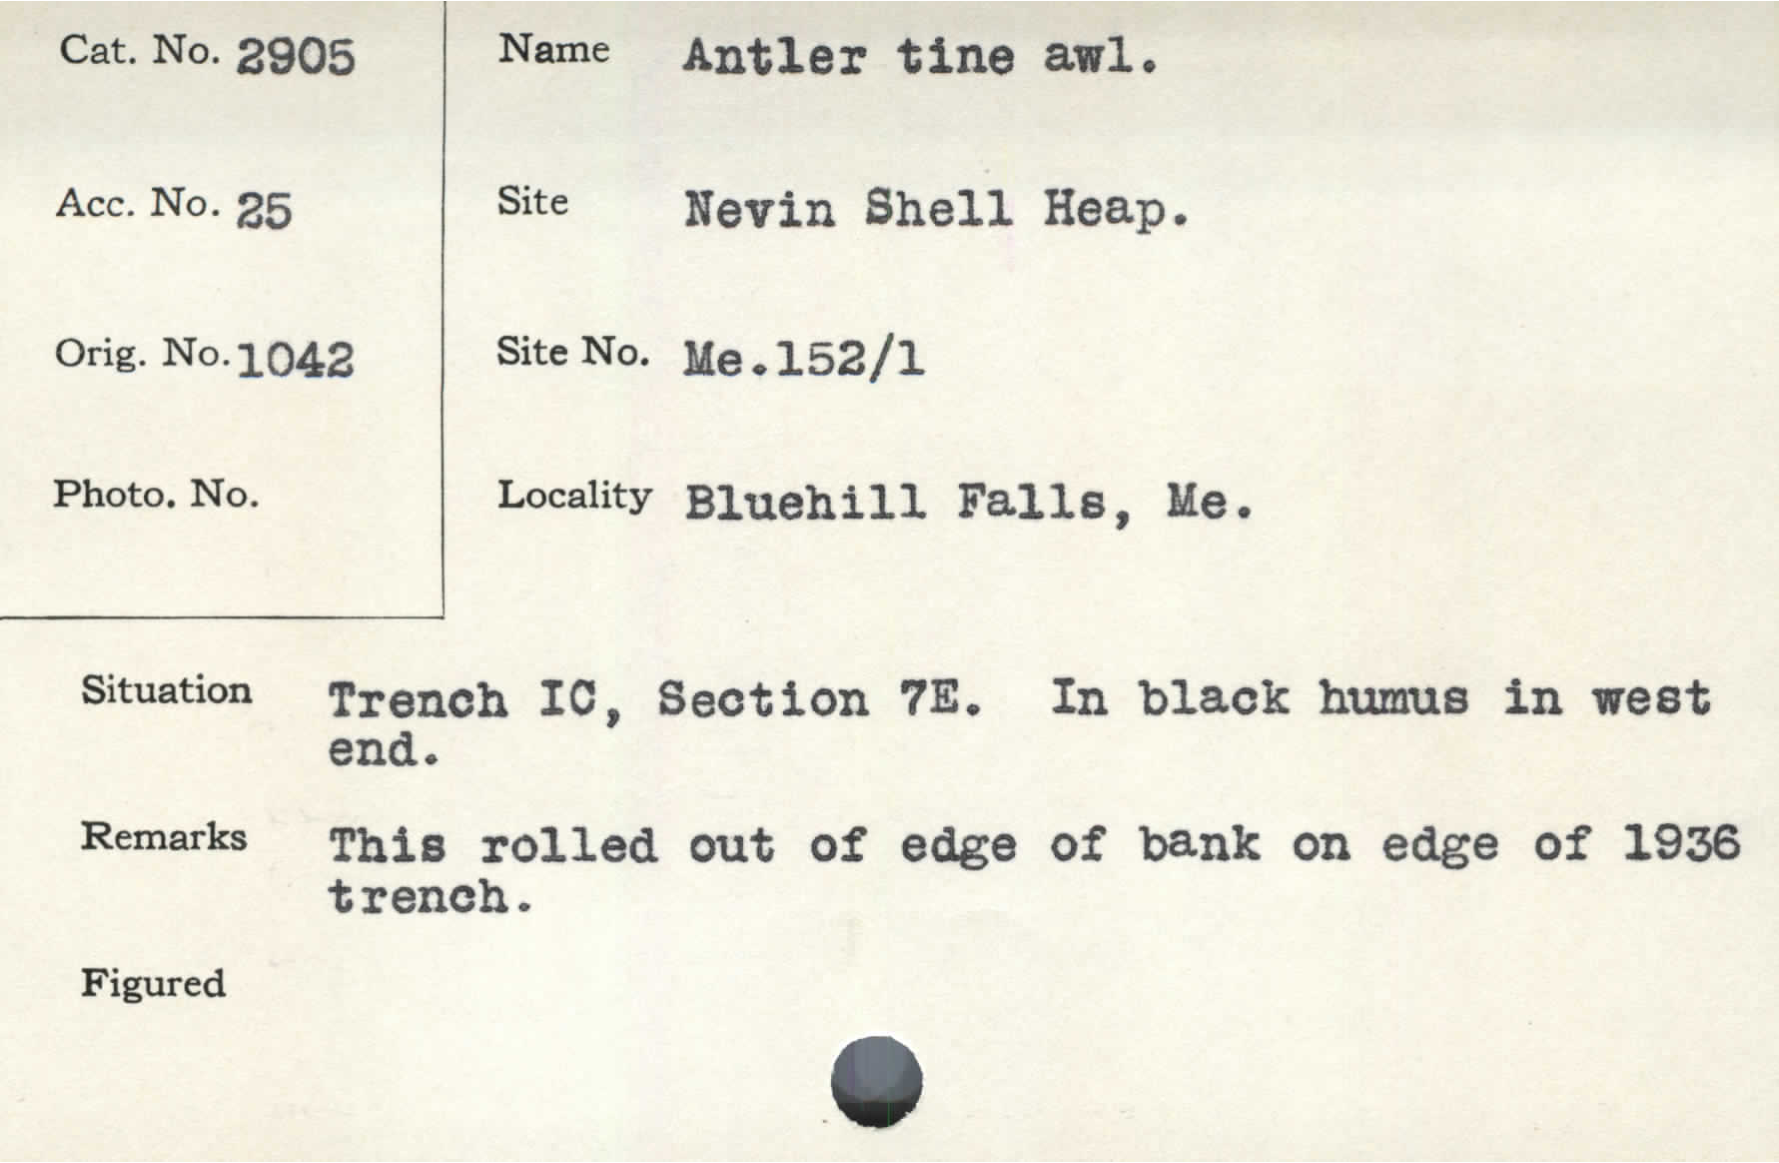 Cat. No. 2905
Name Antler tine awl.
Acc. No. 25
Site Nevin Shell Heap.
Orig. No. 1042
Site No. Me.152/1
Photo. No.
Locality Bluehill Falls, Me.
Situation Trench IC, Section 7E. In black humus in west
end.
Remarks This rolled out of edge of bank on edge of 1936
trench.
Figured